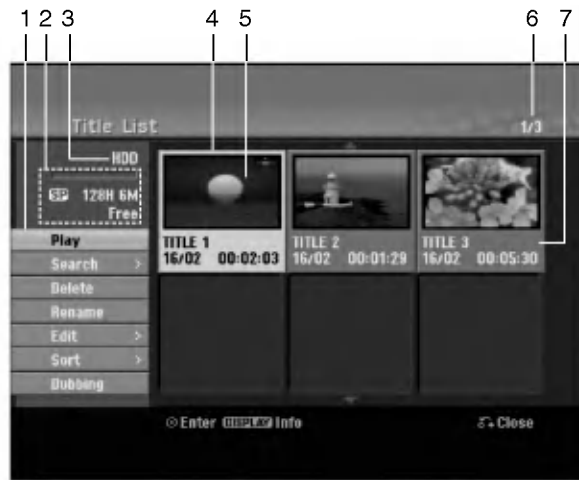 1 2 3 4 5 6 7
Title List
1/3
HDD
SP 128H 6M
Free
Play
Search >
Delete
Rename
Edit >
Sort >
Dubbing
TITLE 1
16/02 00:02:03
TITLE 2
16/02 00:01:29
TITLE 3
16/02 00:05:30
Enter DISPLAY Info
Close